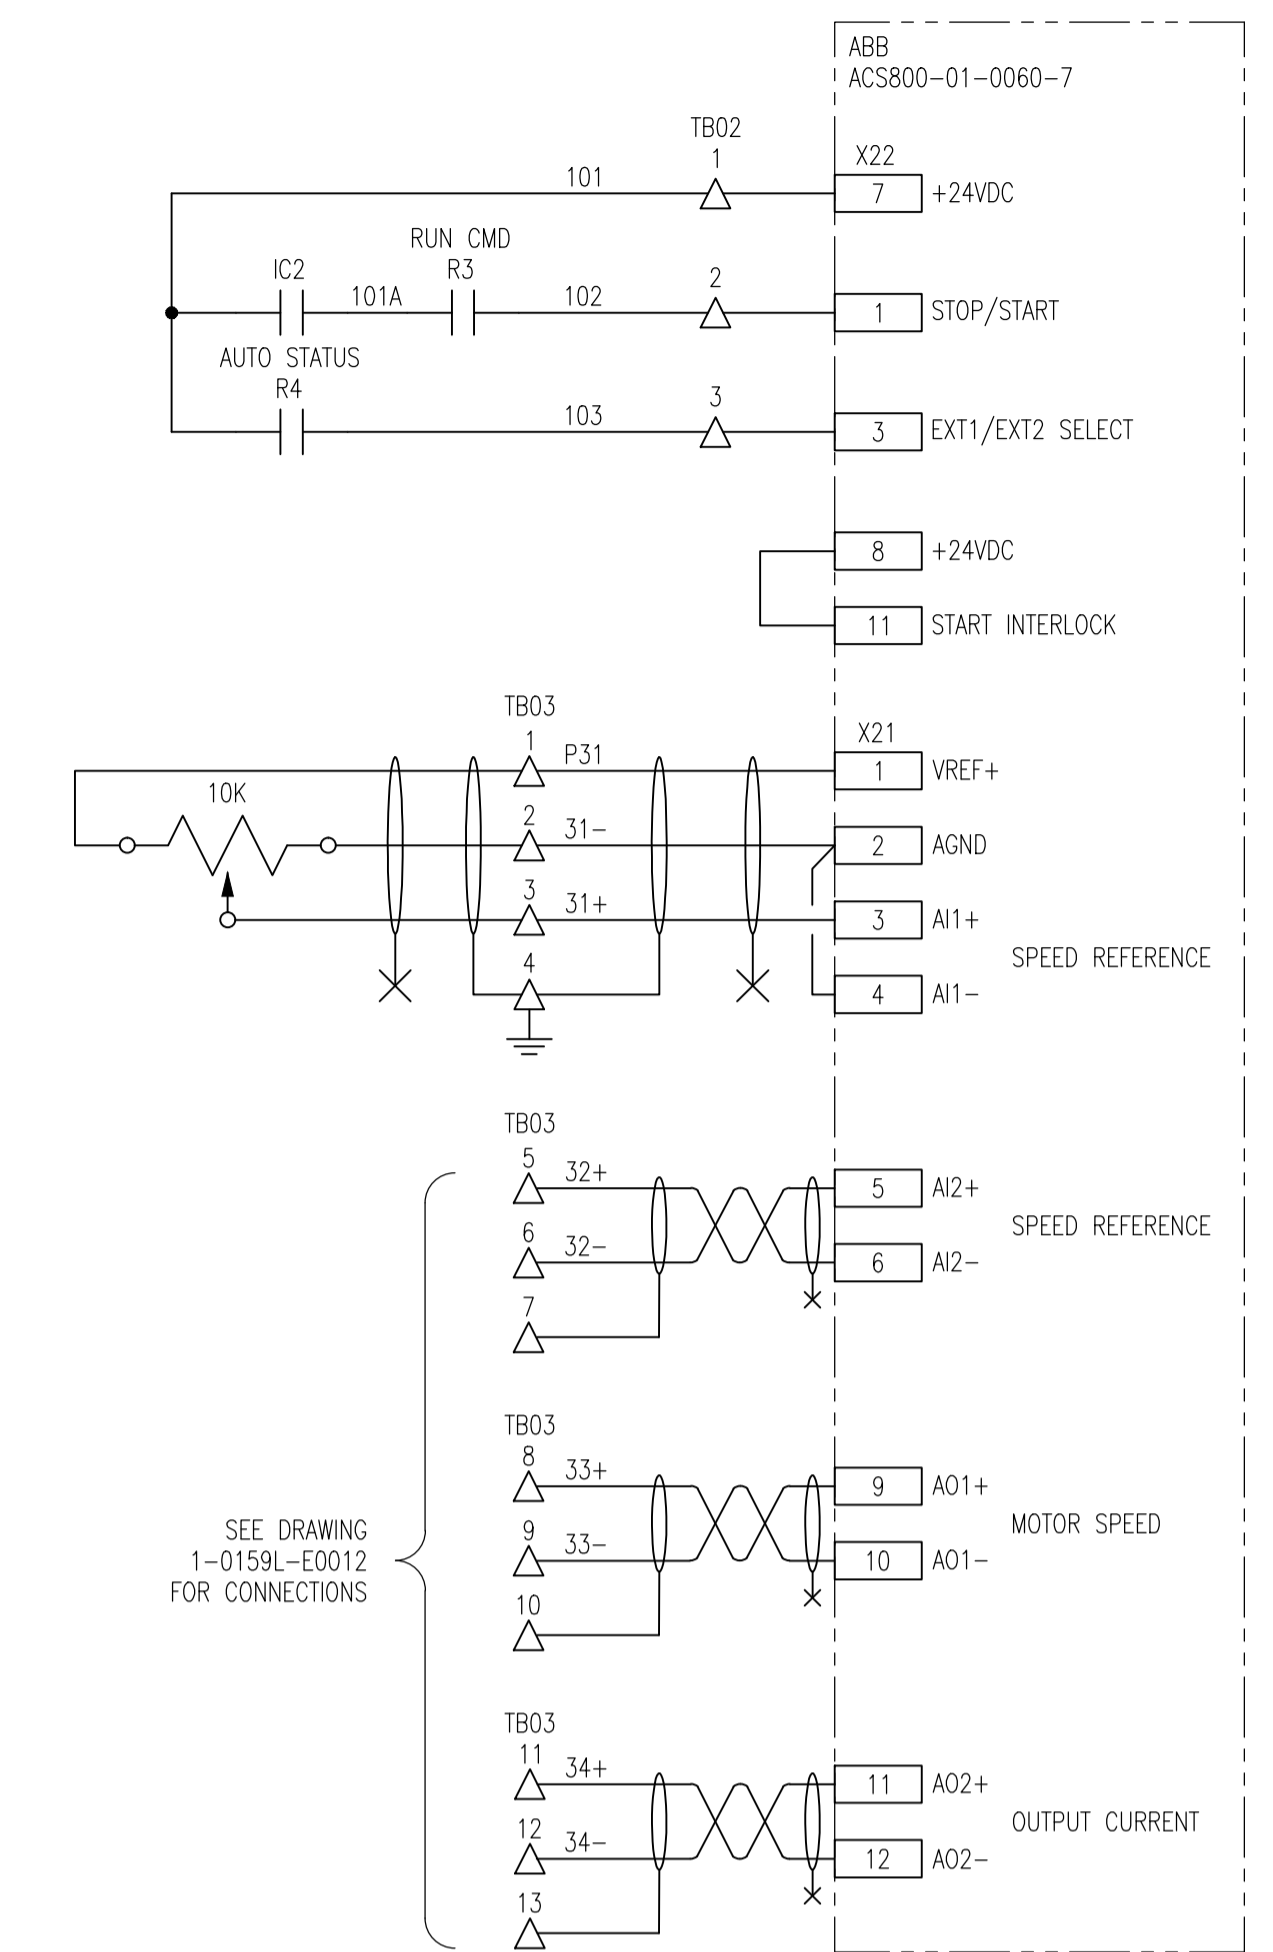 ABB
ACS800-01-0060-7
TB02
1
X22
101
7
+24VDC
RUN CMD
IC2
R3
2
101A
102
1
STOP/START
AUTO STATUS
R4
3
103
3
EXT1/EXT2 SELECT
8
+24VDC
11
START INTERLOCK
TB03
1
P31
X21
1
VREF+
10K
2
31-
2
AGND
3
31+
3
AI1+
SPEED REFERENCE
4
4
AI1-
TB03
5
32+
5
AI2+
SPEED REFERENCE
6
32-
6
AI2-
7
TB03
8
33+
9
AO1+
MOTOR SPEED
SEE DRAWING
1-0159L-E0012
FOR CONNECTIONS
9
33-
10
AO1-
10
TB03
11
34+
11
AO2+
OUTPUT CURRENT
12
34-
12
AO2-
13